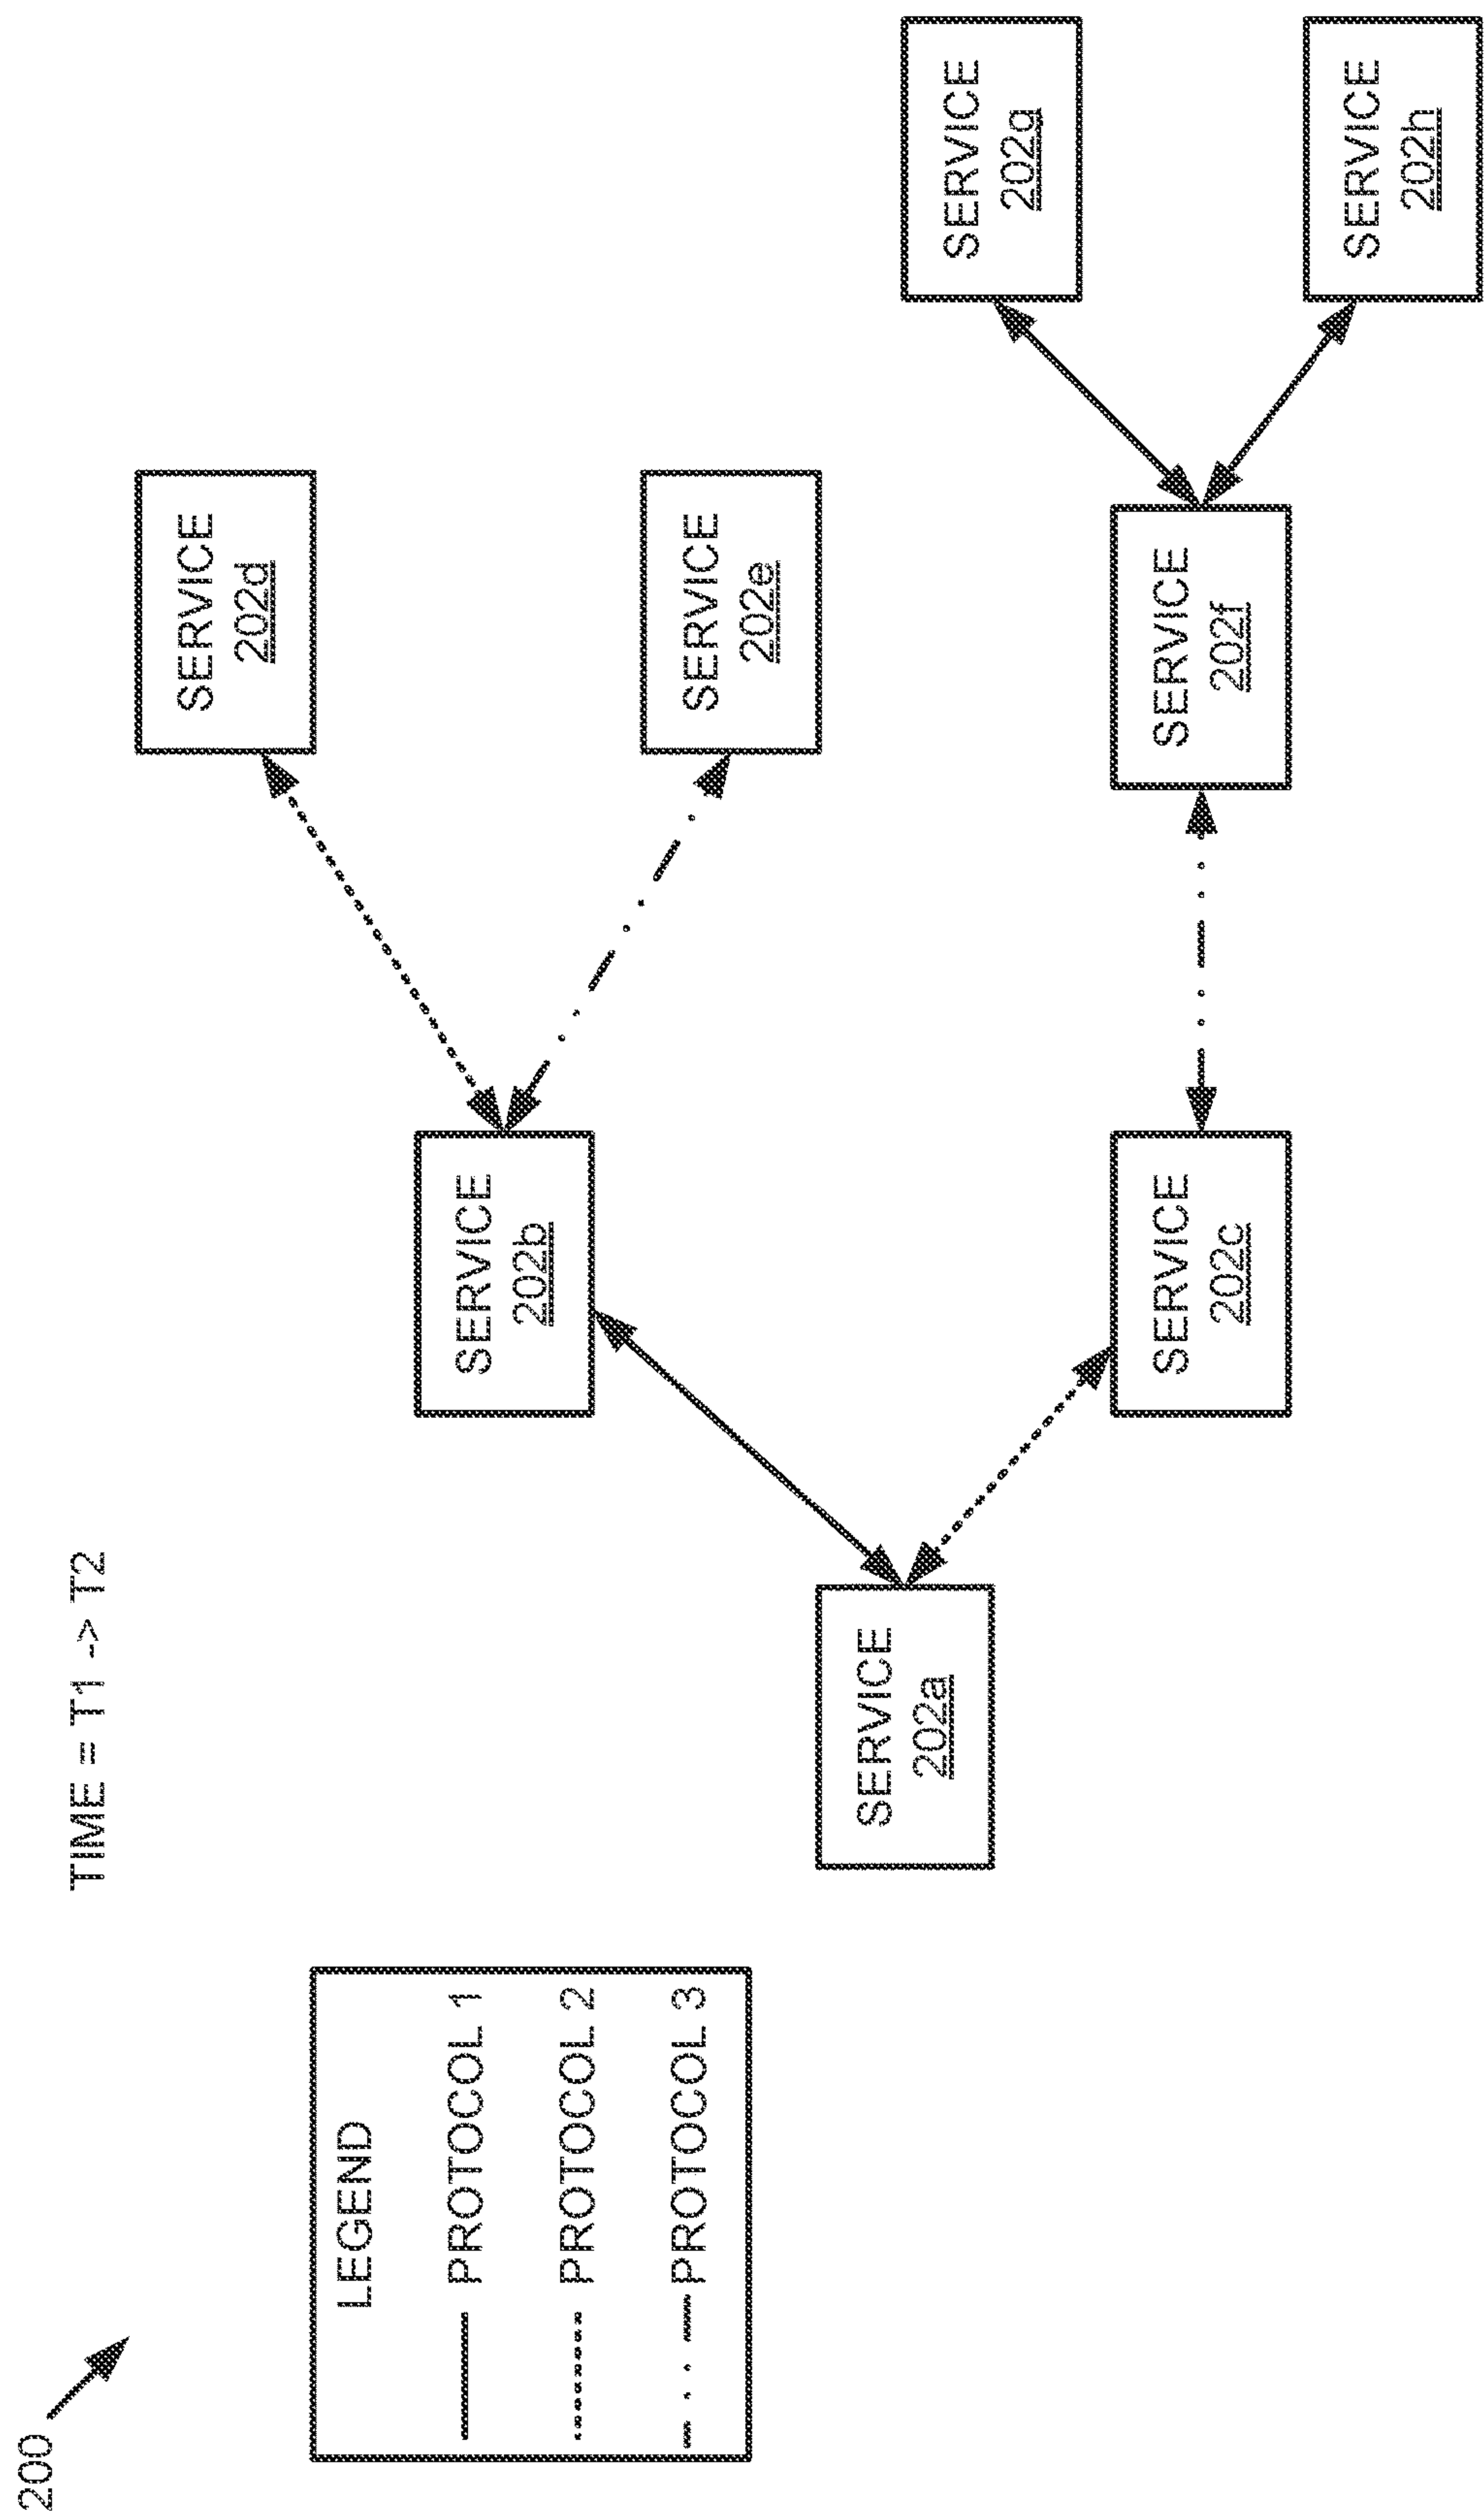 200
TIME = T1 -> T2
LEGEND
PROTOCOL 1
PROTOCOL 2
PROTOCOL 3
SERVICE
202a
SERVICE
202b
SERVICE
202c
SERVICE
202d
SERVICE
202e
SERVICE
202f
SERVICE
202g
SERVICE
202h